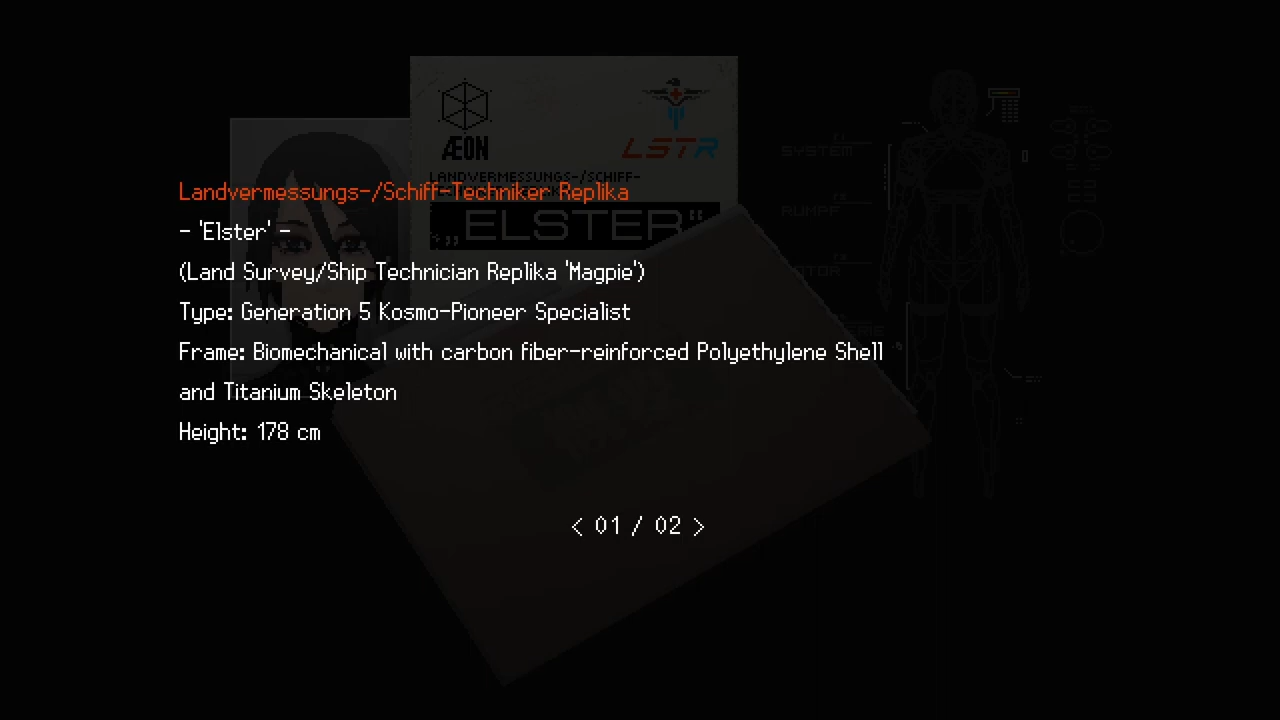 ÆON
LSTR
LANDVERMESSUNGS-/SCHIFF-
Landvermessungs-/Schiff-Techniker Replika
„ELSTER“
- 'Elster' -
(Land Survey/Ship Technician Replika 'Magpie')
Type: Generation 5 Kosmo-Pioneer Specialist
Frame: Biomechanical with carbon fiber-reinforced Polyethylene Shell
and Titanium Skeleton
Height: 178 cm
< 01 / 02 >
SYSTEM
RUMPF